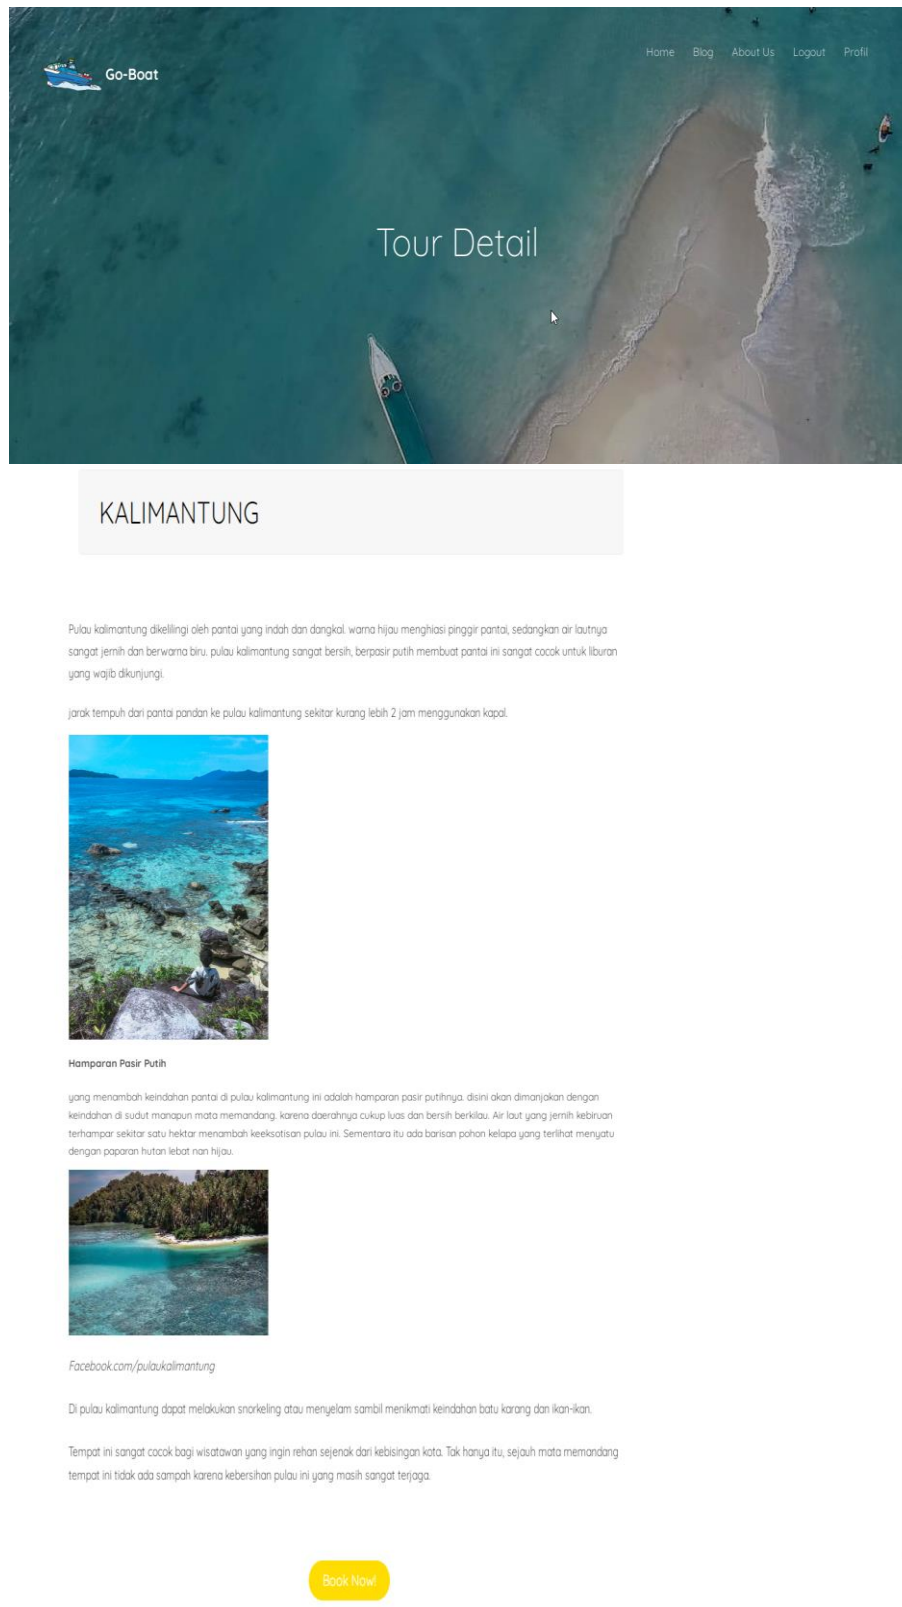 Home Blog About Us Logout Profil
Go-Boat
Tour Detail
KALIMANTUNG
Pulau kalimantung dikelilingi oleh pantai yang indah dan dangkal. warna hijau menghiasi pinggir pantai, sedangkan air lautnya
sangat jernih dan berwarna biru. pulau kalimantung sangat bersih, berpasir putih membuat pantai ini sangat cocok untuk liburan
yang wajib dikunjungi.
jarak tempuh dari pantai pandan ke pulau kalimantung sekitar kurang lebih 2 jam menggunakan kapal.
Hamparan Pasir Putih
yang menambah keindahan pantai di pulau kalimantung ini adalah hamparan pasir putihnya. disini akan dimanjakan dengan
keindahan di sudut manapun mata memandang. karena daerahnya cukup luas dan bersih berkilau. Air laut yang jernih kebiruan
terhampar sekitar satu hektar menambah keeksotisan pulau ini. Sementara itu ada barisan pohon kelapa yang terlihat menyatu
dengan paparan hutan lebat nan hijau.
Facebook.com/pulaukalimantung
Di pulau kalimantung dapat melakukan snorkeling atau menyelam sambil menikmati keindahan batu karang dan ikan-ikan.
Tempat ini sangat cocok bagi wisatawan yang ingin rehan sejenak dari kebisingan kota. Tak hanya itu, sejauh mata memandang
tempat ini tidak ada sampah karena kebersihan pulau ini yang masih sangat terjaga.
Book Now!